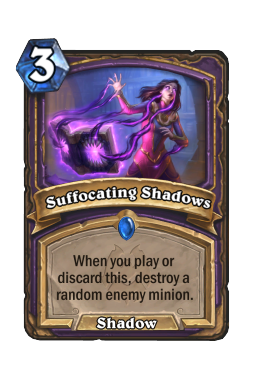 3
Suffocating Shadows
When you play or
discard this, destroy a
random enemy minion.
Shadow